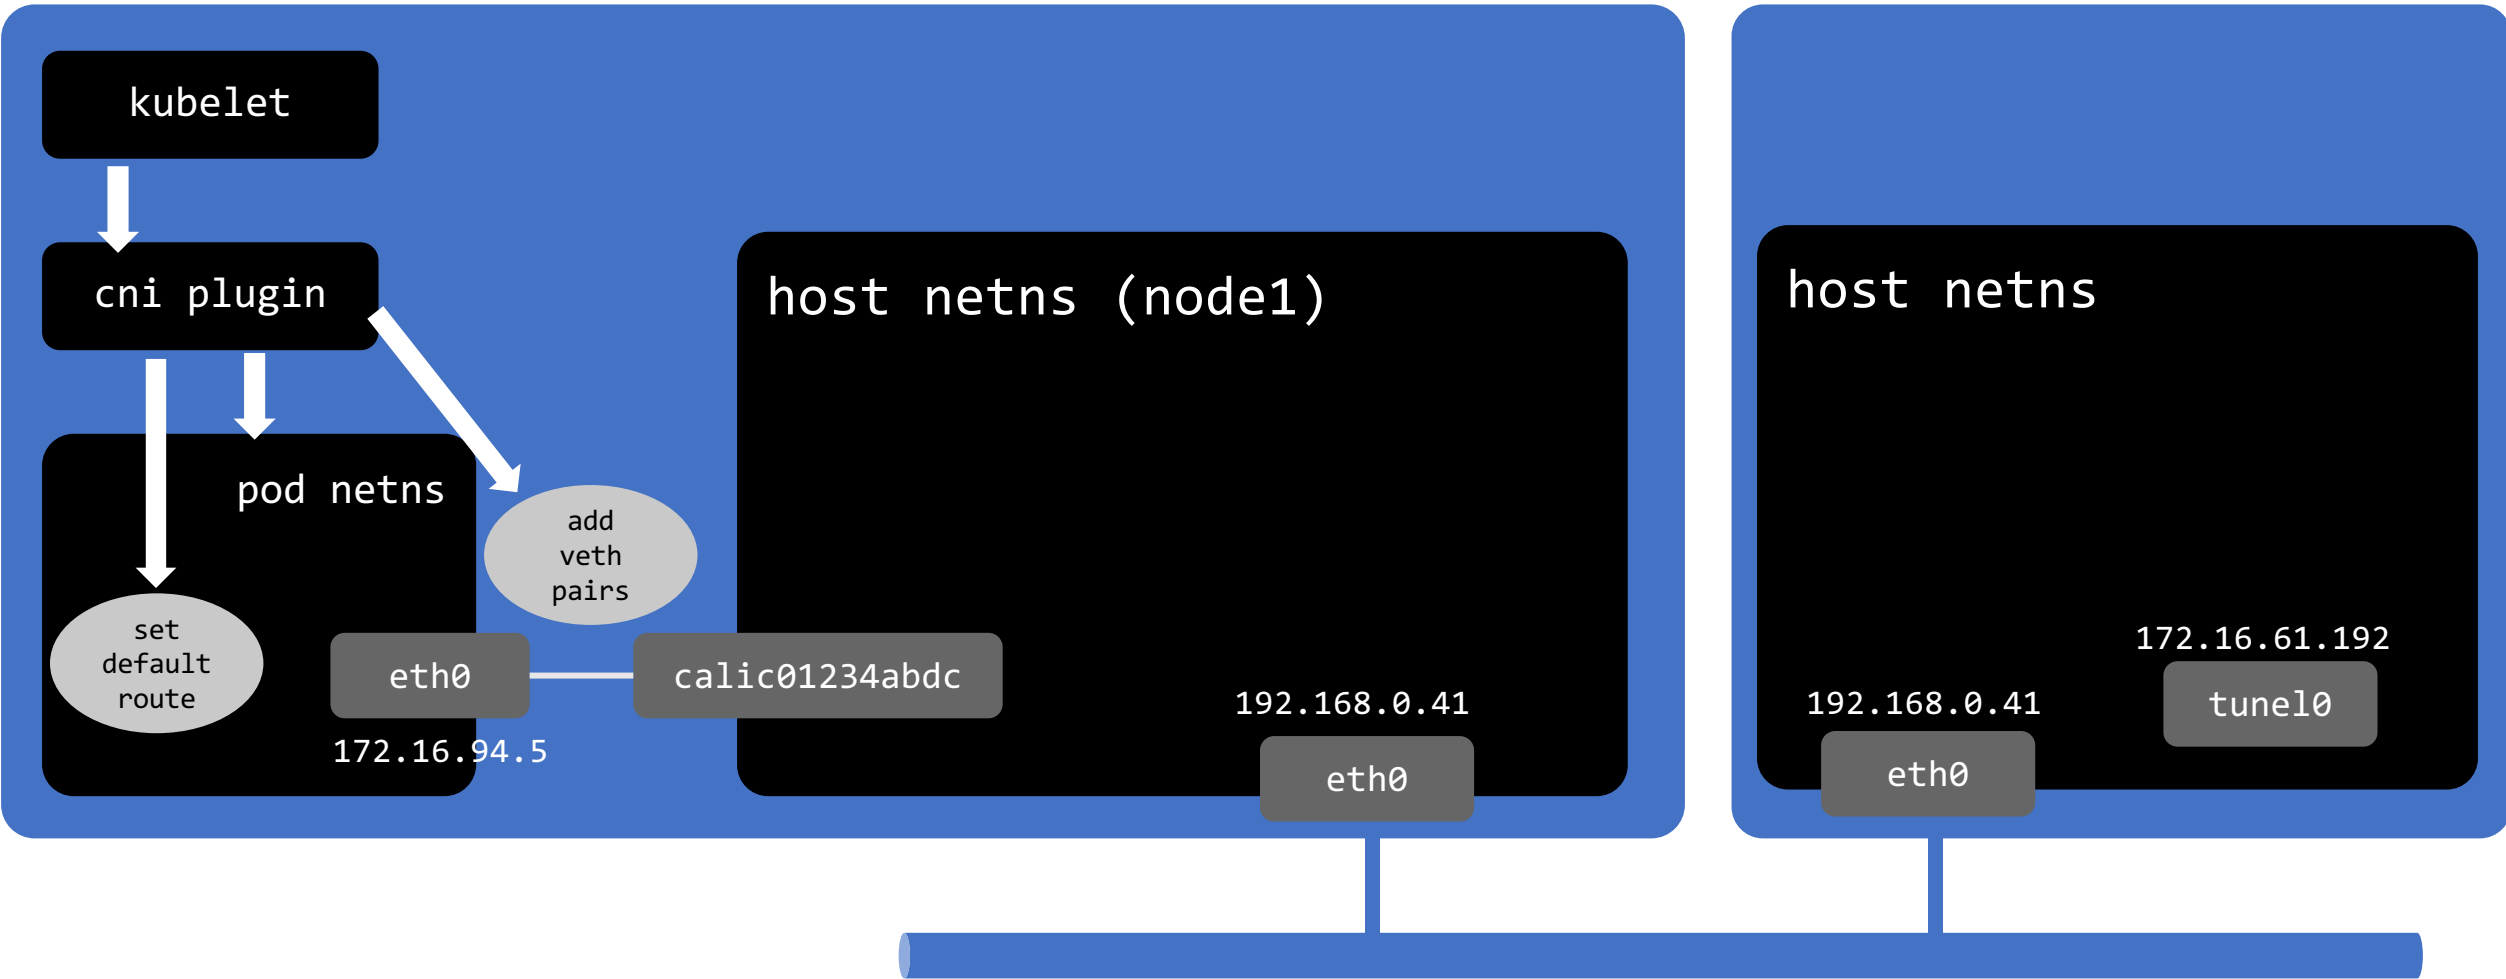 kubelet
cni plugin
host netns (node1)
host netns
pod netns
add
veth
pairs
set
default
route
eth0
calic01234abdc
172.16.94.5
192.168.0.41
eth0
192.168.0.41
eth0
172.16.61.192
tunel0